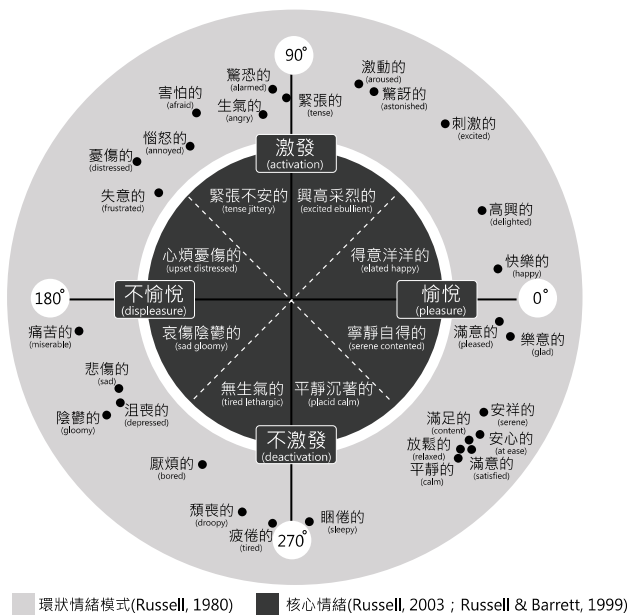 90°
驚恐的
(alarmed)
激動的
(aroused)
害怕的
(afraid)
生氣的
(angry)
緊張的
(tense)
驚訝的
(astonished)
惱怒的
(annoyed)
刺激的
(excited)
憂傷的
(distressed)
激發
(activation)
失意的
(frustrated)
緊張不安的
(tense jittery)
興高采烈的
(excited ebullient)
高興的
(delighted)
心煩憂傷的
(upset distressed)
得意洋洋的
(elated happy)
快樂的
(happy)
180°
不愉悅
(displeasure)
愉悅
(pleasure)
0°
痛苦的
(miserable)
哀傷陰鬱的
(sad gloomy)
寧靜自得的
(serene contented)
滿意的
(pleased)
樂意的
(glad)
悲傷的
(sad)
無生氣的
(tired lethargic)
平靜沉著的
(placid calm)
沮喪的
(depressed)
陰鬱的
(gloomy)
安祥的
(serene)
滿足的
(content)
安心的
(at ease)
放鬆的
(relaxed)
滿意的
(satisfied)
平靜的
(calm)
不激發
(deactivation)
厭煩的
(bored)
頹喪的
(droopy)
疲倦的
(tired)
睏倦的
(sleepy)
270°
環狀情緒模式(Russell, 1980)
核心情緒(Russell, 2003；Russell & Barrett, 1999)